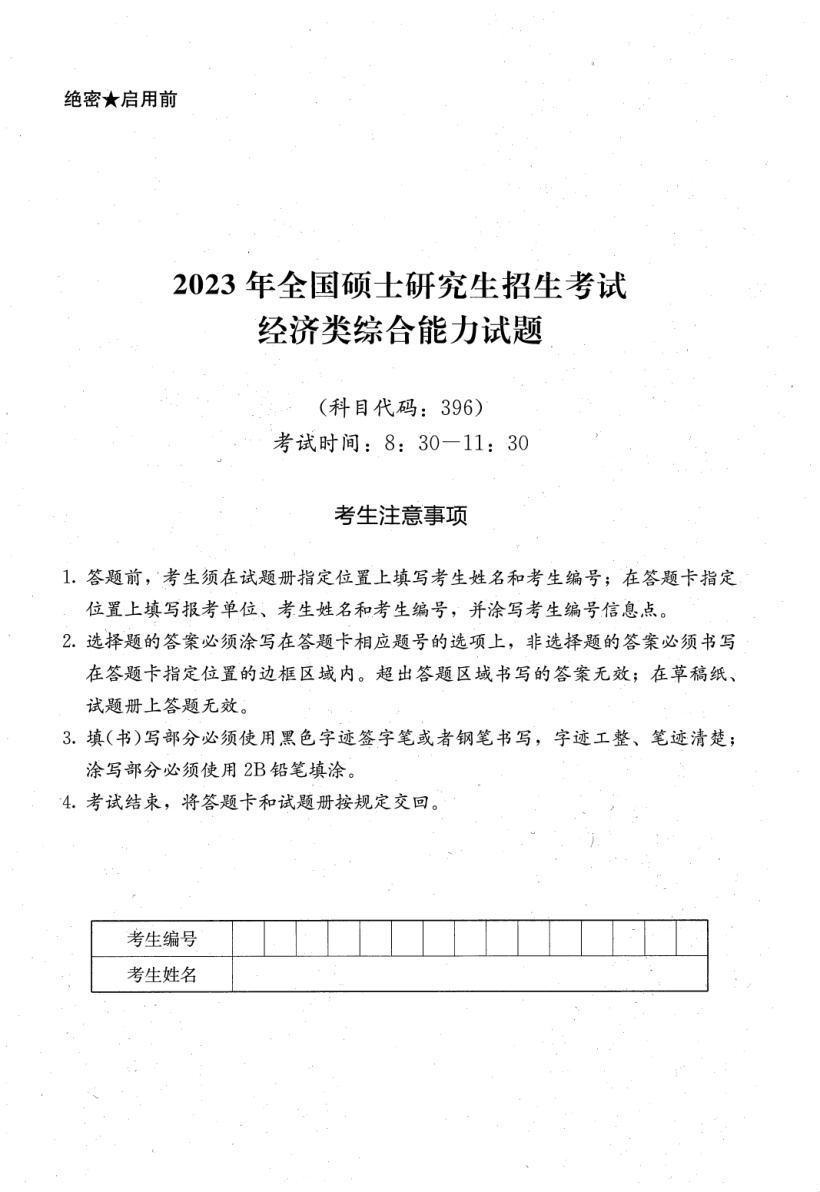 绝密★启用前
2023 年全国硕士研究生招生考试
经济类综合能力试题
(科目代码：396)
考试时间：8：30—11：30
考生注意事项
1. 答题前，考生须在试题册指定位置上填写考生姓名和考生编号；在答题卡指定
位置上填写报考单位、考生姓名和考生编号，并涂写考生编号信息点。
2. 选择题的答案必须涂写在答题卡相应题号的选项上，非选择题的答案必须书写
在答题卡指定位置的边框区域内。超出答题区域书写的答案无效；在草稿纸、
试题册上答题无效。
3. 填(书)写部分必须使用黑色字迹签字笔或者钢笔书写，字迹工整、笔迹清楚；
涂写部分必须使用 2B 铅笔填涂。
4. 考试结束，将答题卡和试题册按规定交回。
考生编号
考生姓名